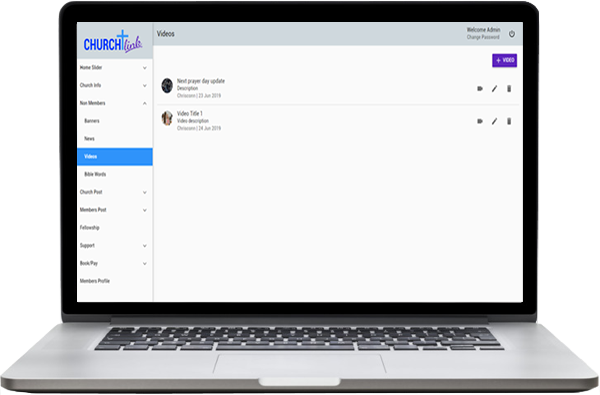 CHURCH link
Videos
Welcome Admin
Change Password
+ VIDEO
Home Slider
Church Info
Non Members
Banners
News
Videos
Bible Words
Church Post
Members Post
Fellowship
Support
Book/Pay
Members Profile
Next prayer day update
Description
Chrisconn | 23 Jun 2019
Video Title 1
Video description
Chrisconn | 24 Jun 2019